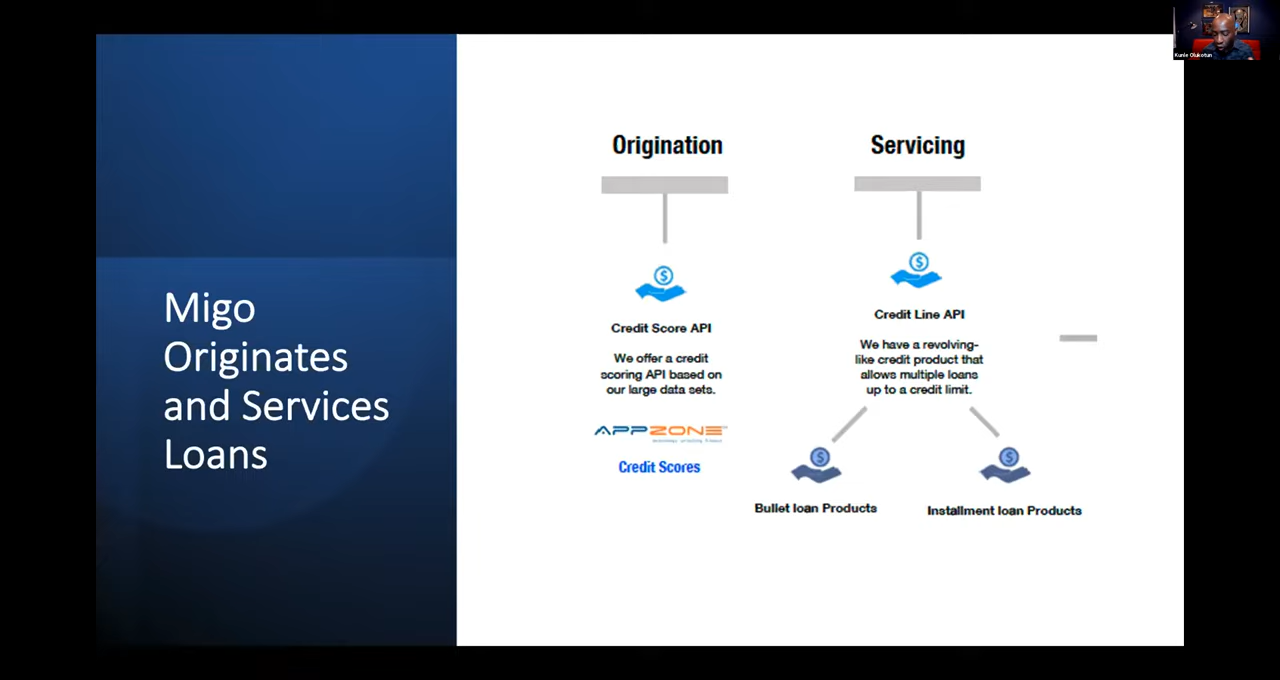 Kunle Olukotun
Migo
Originates
and Services
Loans
Origination
Credit Score API
We offer a credit
scoring API based on
our large data sets.
APPZONE
Credit Scores
Servicing
Credit Line API
We have a revolving-
like credit product that
allows multiple loans
up to a credit limit.
Bullet loan Products
Installment loan Products